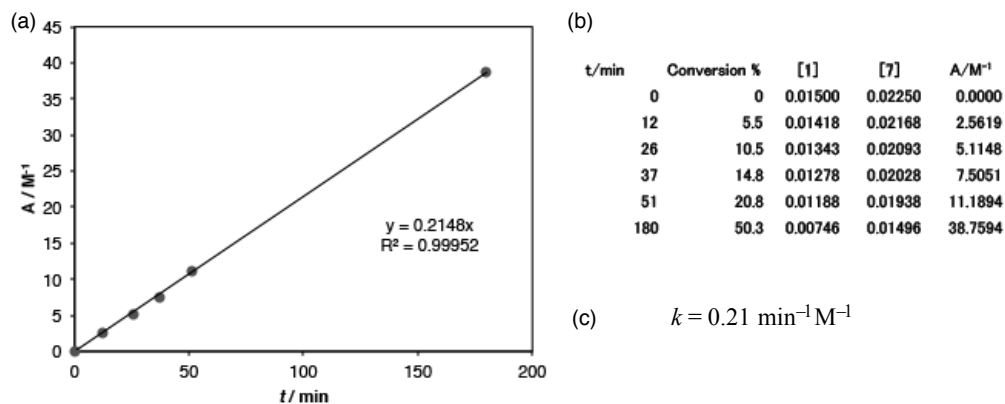 (a)
45
40
35
30
25
20
15
10
5
0
A / M⁻¹
y = 0.2148x
R² = 0.99952
0 50 100 150 200
t / min
(b)
t/min Conversion % [1] [7] A/M⁻¹
0 0 0.01500 0.02250 0.0000
12 5.5 0.01418 0.02168 2.5619
26 10.5 0.01343 0.02093 5.1148
37 14.8 0.01278 0.02028 7.5051
51 20.8 0.01188 0.01938 11.1894
180 50.3 0.00746 0.01496 38.7594
(c) k = 0.21 min⁻¹ M⁻¹